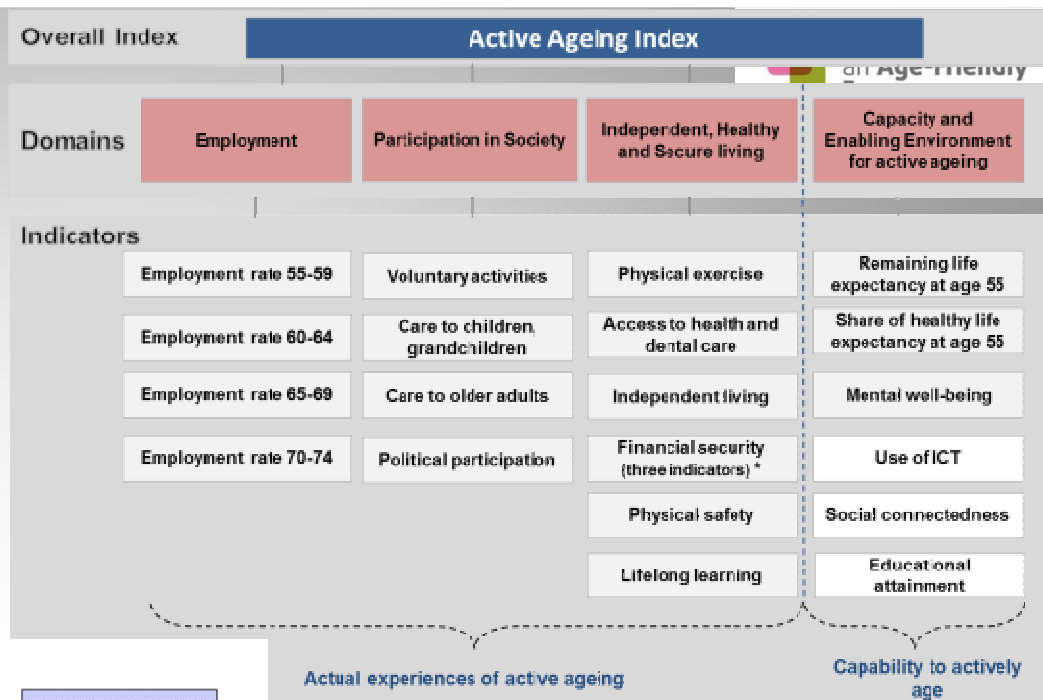 Overall Index
Active Ageing Index
an Age-Friendly
Domains
Employment
Participation in Society
Independent, Healthy
and Secure living
Capacity and
Enabling Environment
for active ageing
Indicators
Employment rate 55-59
Voluntary activities
Physical exercise
Remaining life
expectancy at age 55
Employment rate 60-64
Care to children,
grandchildren
Access to health and
dental care
Share of healthy life
expectancy at age 55
Employment rate 65-69
Care to older adults
Independent living
Mental well-being
Employment rate 70-74
Political participation
Financial security
(three indicators) *
Use of ICT
Physical safety
Social connectedness
Lifelong learning
Educational
attainment
Actual experiences of active ageing
Capability to actively
age